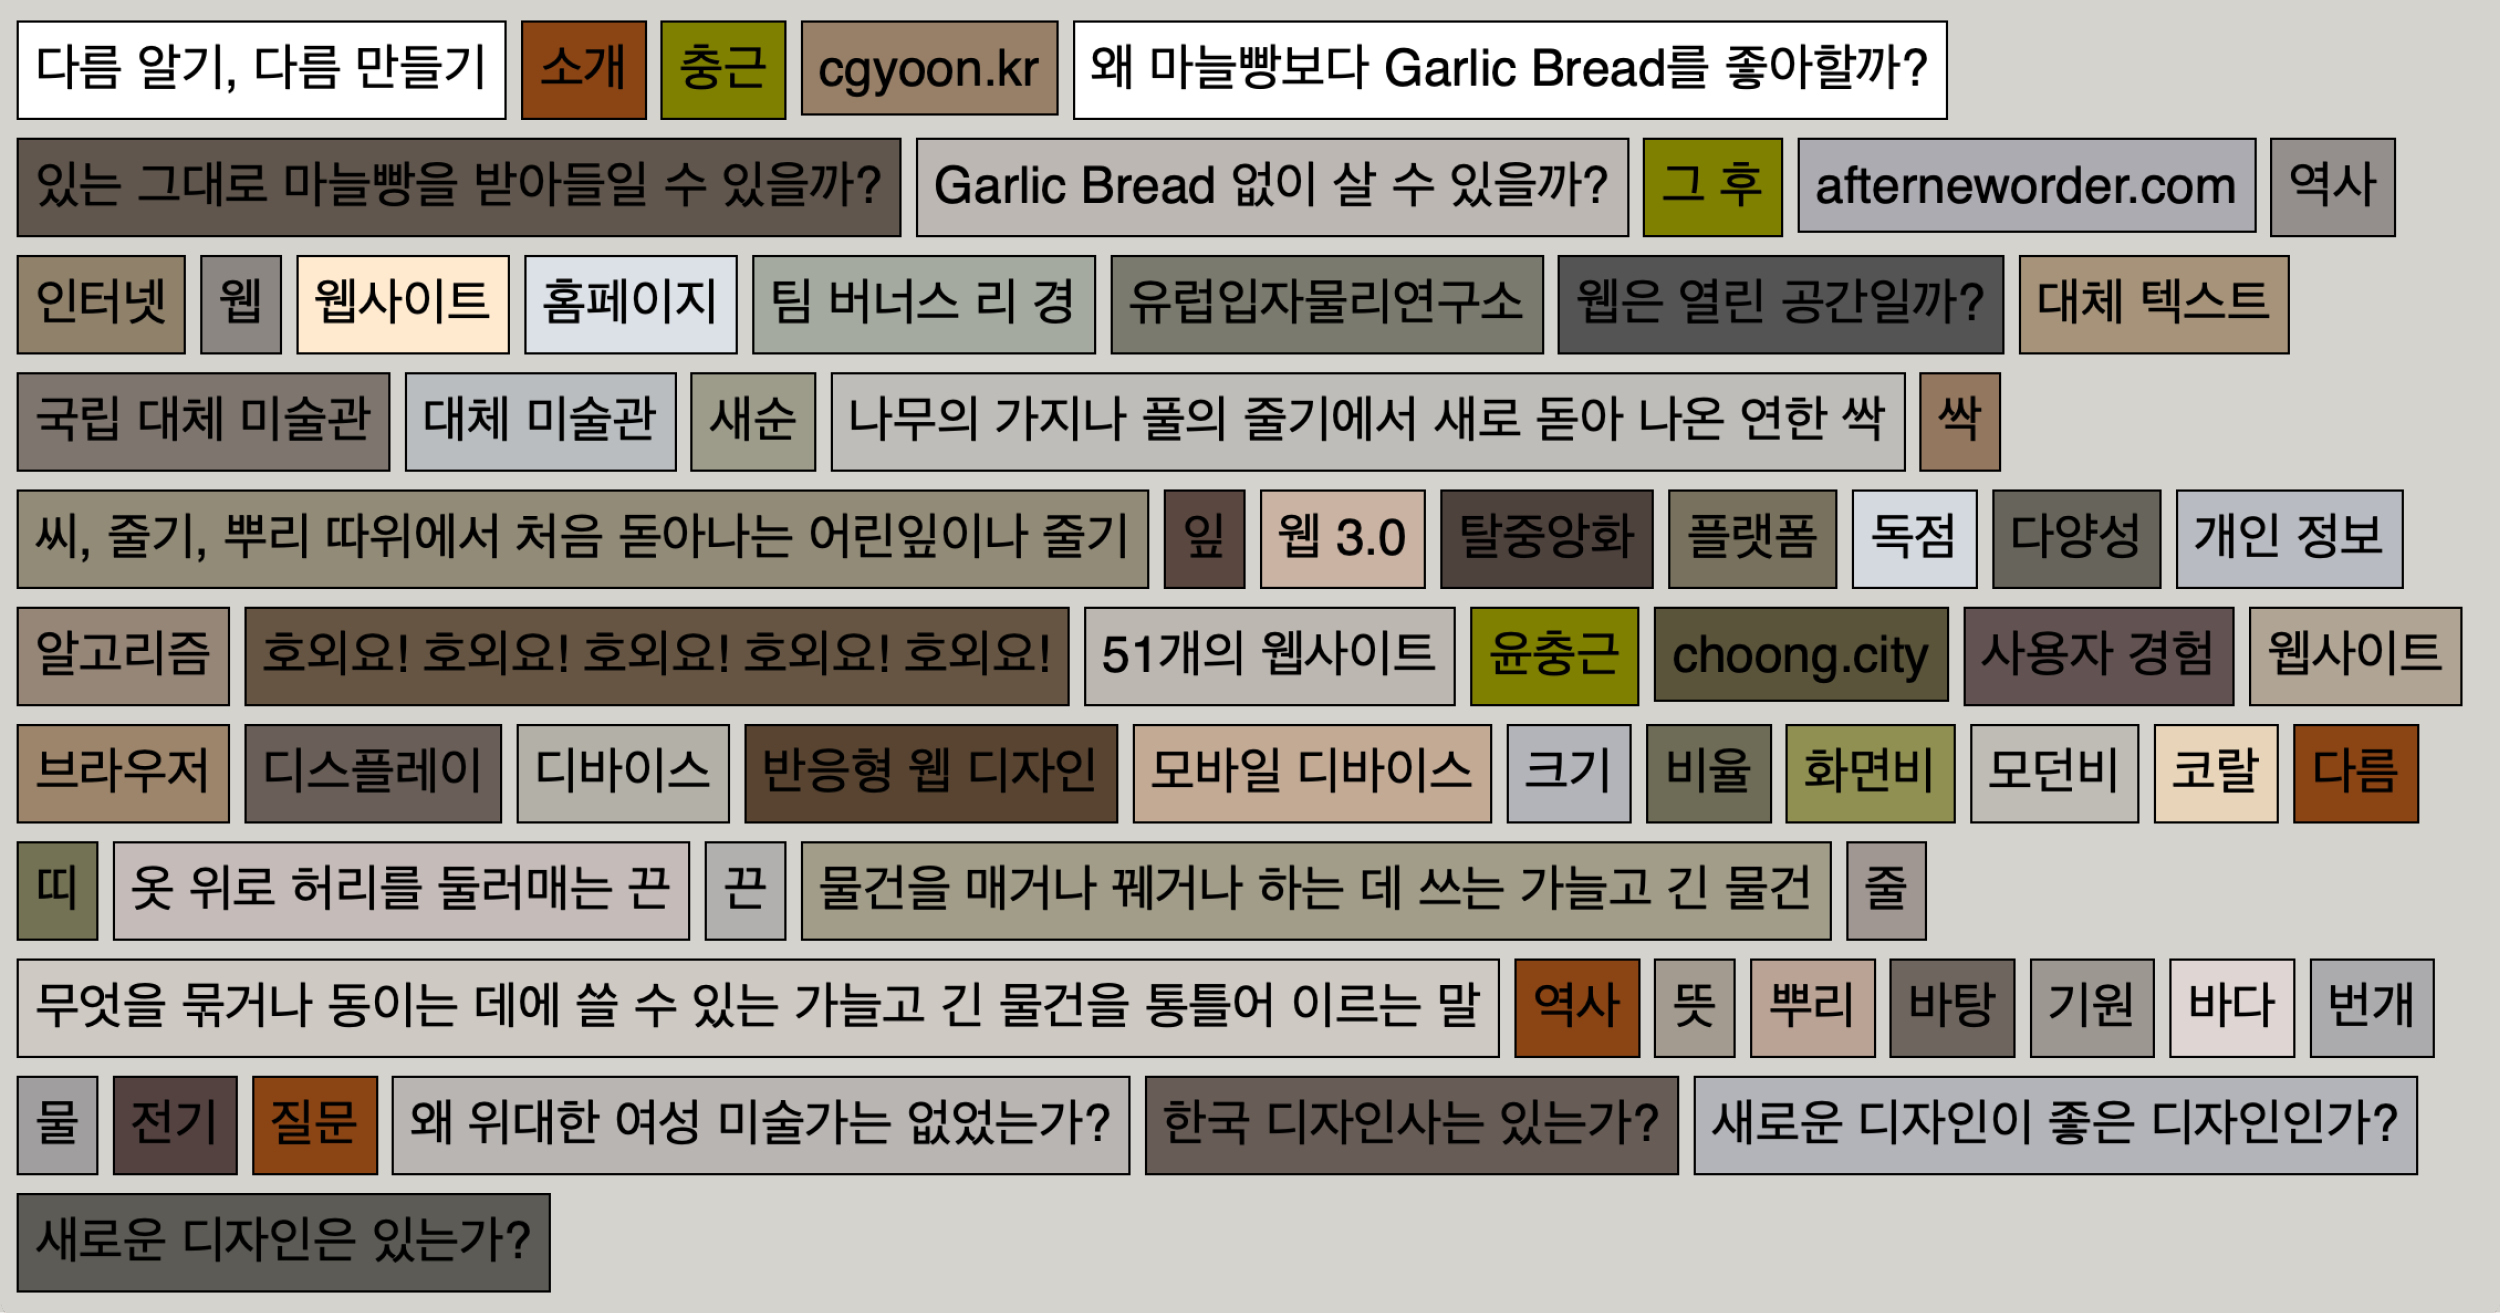 다름 알기, 다름 만들기 소개 충근 cgyoon.kr 왜 마늘빵보다 Garlic Bread를 좋아할까?
있는 그대로 마늘빵을 받아들일 수 있을까? Garlic Bread 없이 살 수 있을까? 그 후 afterneworder.com 역사
인터넷 웹 웹사이트 홈페이지 팀 버너스 리 경 유럽입자물리연구소 웹은 열린 공간일까? 대체 텍스트
국립 대체 미술관 대체 미술관 새순 나무의 가지나 풀의 줄기에서 새로 돋아 나온 연한 싹 싹
씨, 줄기, 뿌리 따위에서 처음 돋아나는 어린잎이나 줄기 잎 웹 3.0 탈중앙화 플랫폼 독점 다양성 개인 정보
알고리즘 호외요! 호외요! 호외요! 호외요! 호외요! 51개의 웹사이트 윤충근 choong.city 사용자 경험 웹사이트
브라우저 디스플레이 디바이스 반응형 웹 디자인 모바일 디바이스 크기 비율 화면비 모던비 교란 다름
띠 옷 위로 허리를 둘러매는 끈 끈 물건을 매거나 꿰거나 하는 데 쓰는 가늘고 긴 물건 줄
무엇을 묶거나 동이는 데에 쓸 수 있는 가늘고 긴 물건을 통틀어 이르는 말 역사 돗 뿌리 바탕 기원 바다 번개
물 전기 질문 왜 위대한 여성 미술가는 없었는가? 한국 디자인사는 있는가? 새로운 디자인이 좋은 디자인인가?
새로운 디자인은 있는가?